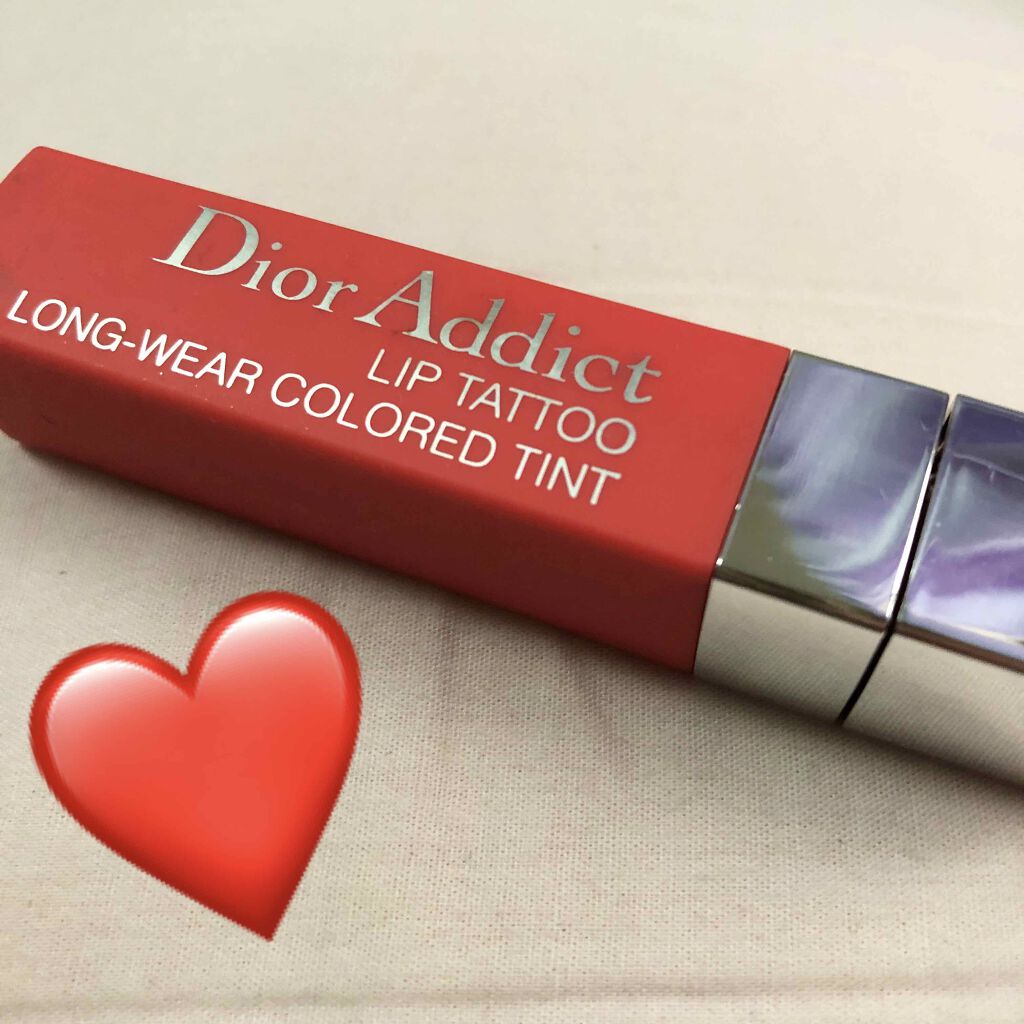 Dior Addict
LIP TATTOO
LONG-WEAR COLORED TINT